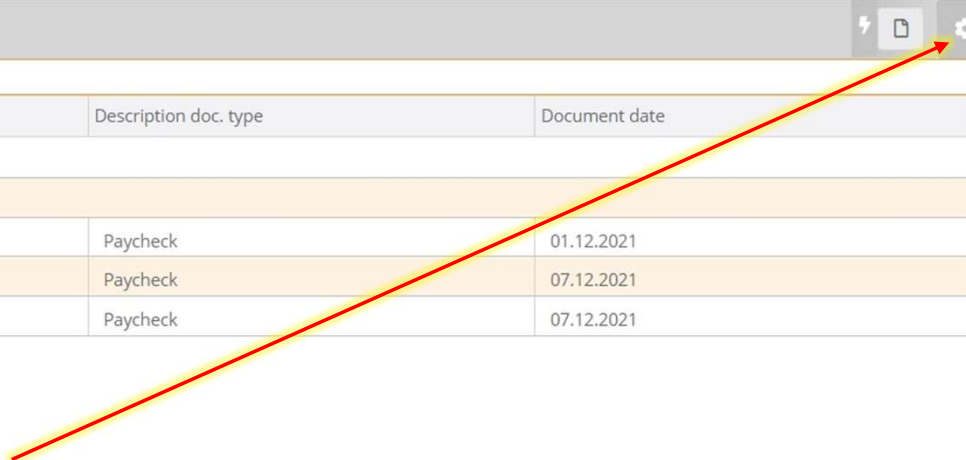 Description doc. type Document date
Paycheck 01.12.2021
Paycheck 07.12.2021
Paycheck 07.12.2021